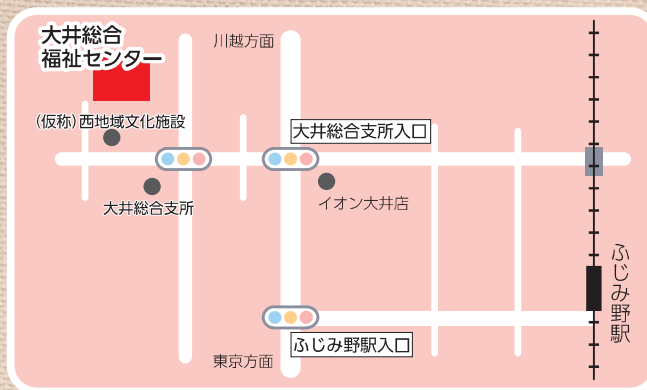 大井総合
福祉センター
川越方面
(仮称)西地域文化施設
大井総合支所入口
大井総合支所
イオン大井店
ふじみ野駅
ふじみ野駅入口
東京方面